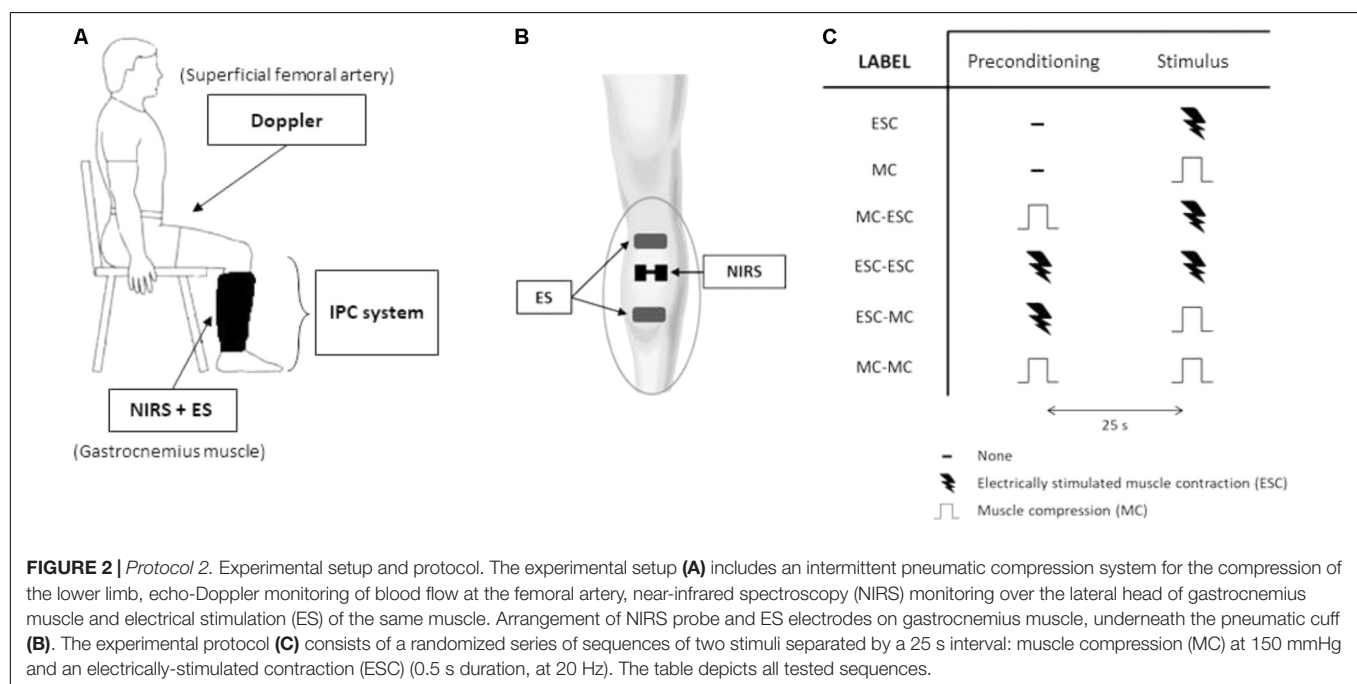 A
(Superficial femoral artery)
Doppler
IPC system
NIRS + ES
(Gastrocnemius muscle)
B
ES
NIRS
C
LABEL Preconditioning Stimulus
ESC –
MC –
MC-ESC
ESC-ESC
ESC-MC
MC-MC
25 s
– None
Electrically stimulated muscle contraction (ESC)
Muscle compression (MC)
FIGURE 2 | Protocol 2. Experimental setup and protocol. The experimental setup (A) includes an intermittent pneumatic compression system for the compression of
the lower limb, echo-Doppler monitoring of blood flow at the femoral artery, near-infrared spectroscopy (NIRS) monitoring over the lateral head of gastrocnemius
muscle and electrical stimulation (ES) of the same muscle. Arrangement of NIRS probe and ES electrodes on gastrocnemius muscle, underneath the pneumatic cuff
(B). The experimental protocol (C) consists of a randomized series of sequences of two stimuli separated by a 25 s interval: muscle compression (MC) at 150 mmHg
and an electrically-stimulated contraction (ESC) (0.5 s duration, at 20 Hz). The table depicts all tested sequences.